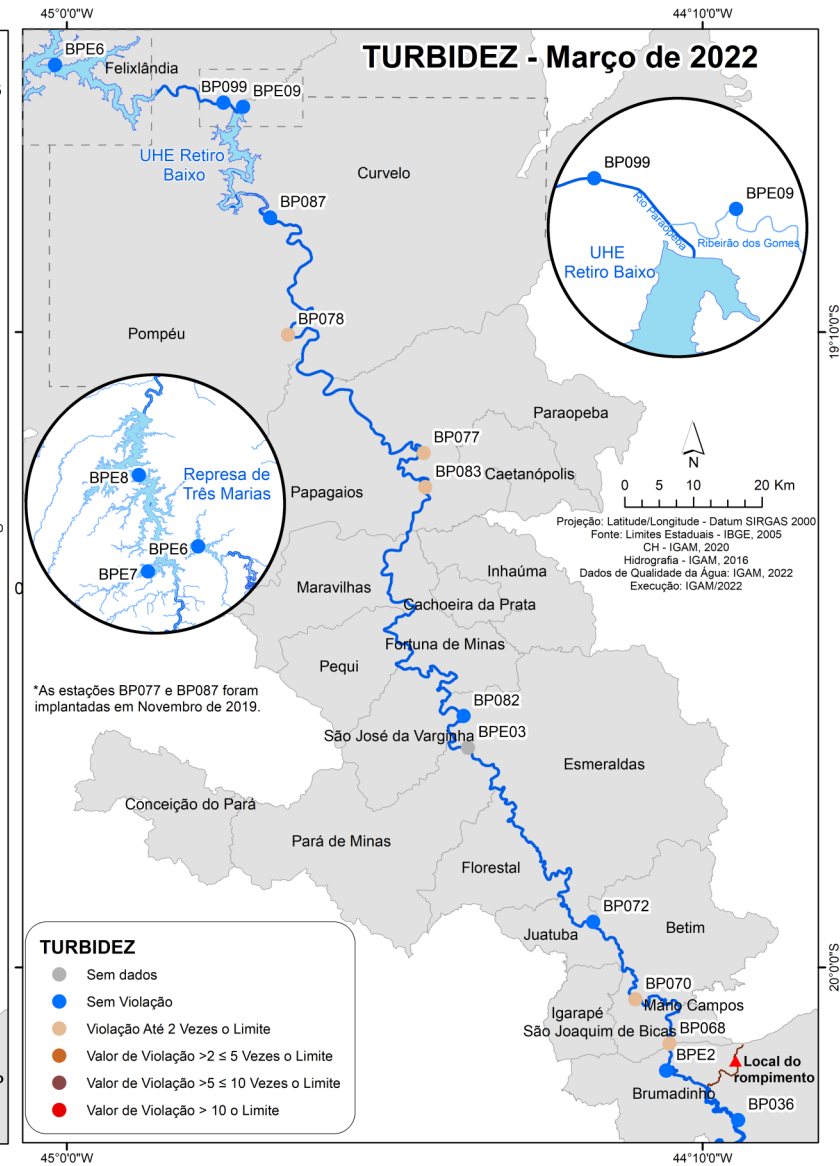 45°0'0"W
44°10'0"W
TURBIDEZ - Março de 2022
BPE6
Felixlândia
BP099
BPE09
UHE Retiro
Baixo
Curvelo
BP087
BP099
BPE09
Rio Paraopeba
Ribeirão dos Gomes
UHE
Retiro Baixo
BP078
Pompéu
19°10'0"S
Paraopeba
BP077
N
BP083
Caetanópolis
0 5 10 20 Km
Papagaios
Represa de
Três Marias
BPE8
BPE6
BPE7
Projeção: Latitude/Longitude - Datum SIRGAS 2000
Fonte: Limites Estaduais - IBGE, 2005
CH - IGAM, 2020
Hidrografia - IGAM, 2016
Dados de Qualidade da Água: IGAM, 2022
Execução: IGAM/2022
Inhaúma
Maravilhas
Cachoeira da Prata
Fortuna de Minas
Pequi
*As estações BP077 e BP087 foram
implantadas em Novembro de 2019.
BP082
São José da Varginha
BPE03
Esmeraldas
Conceição do Pará
Pará de Minas
Florestal
BP072
Juatuba
Betim
20°0'0"S
BP070
Mário Campos
Igarapé
São Joaquim de Bicas
BP068
BPE2
Local do
rompimento
Brumadinho
BP036
TURBIDEZ
Sem dados
Sem Violação
Violação Até 2 Vezes o Limite
Valor de Violação >2 ≤ 5 Vezes o Limite
Valor de Violação >5 ≤ 10 Vezes o Limite
Valor de Violação > 10 o Limite
45°0'0"W
44°10'0"W